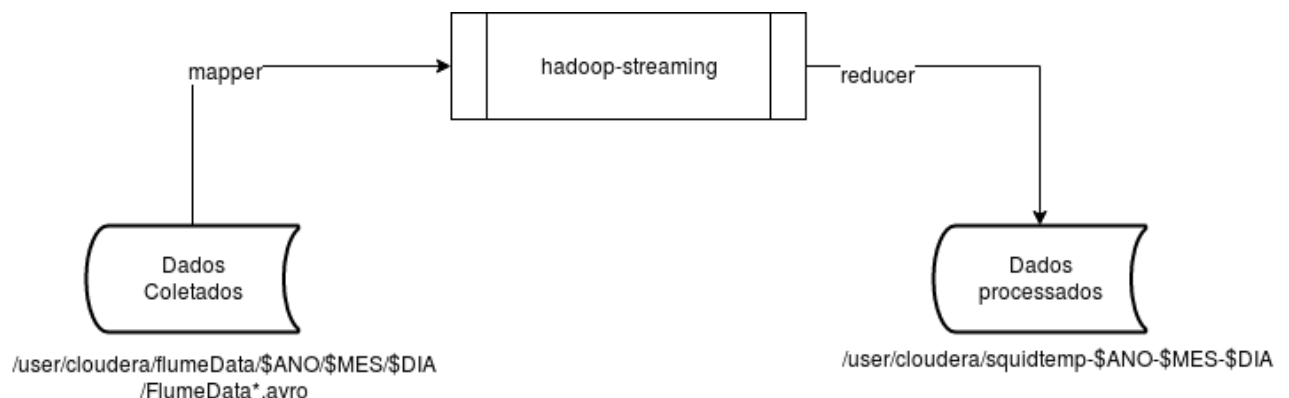 mapper
hadoop-streaming
reducer
Dados
Coletados
/user/cloudera/flumeData/$ANO/$MES/$DIA
/FlumeData*.avro
Dados
processados
/user/cloudera/squidtemp-$ANO-$MES-$DIA